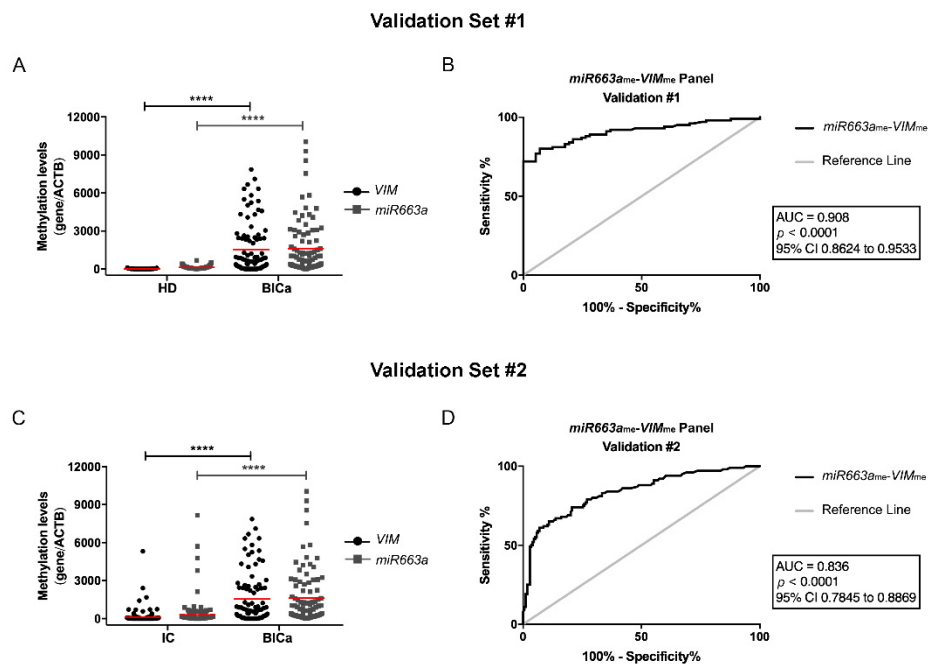 Validation Set #1
A
****
****
12000
9000
6000
3000
0
Methylation levels
(gene/ACTB)
HD
BlCa
VIM
miR663a
B
miR663ame-VIMme Panel
Validation #1
100
50
0
Sensitivity %
0
50
100
100% - Specificity%
miR663ame-VIMme
Reference Line
AUC = 0.908
p < 0.0001
95% CI 0.8624 to 0.9533
Validation Set #2
C
****
****
12000
9000
6000
3000
0
Methylation levels
(gene/ACTB)
IC
BlCa
VIM
miR663a
D
miR663ame-VIMme Panel
Validation #2
100
50
0
Sensitivity %
0
50
100
100% - Specificity%
miR663ame-VIMme
Reference Line
AUC = 0.836
p < 0.0001
95% CI 0.7845 to 0.8869